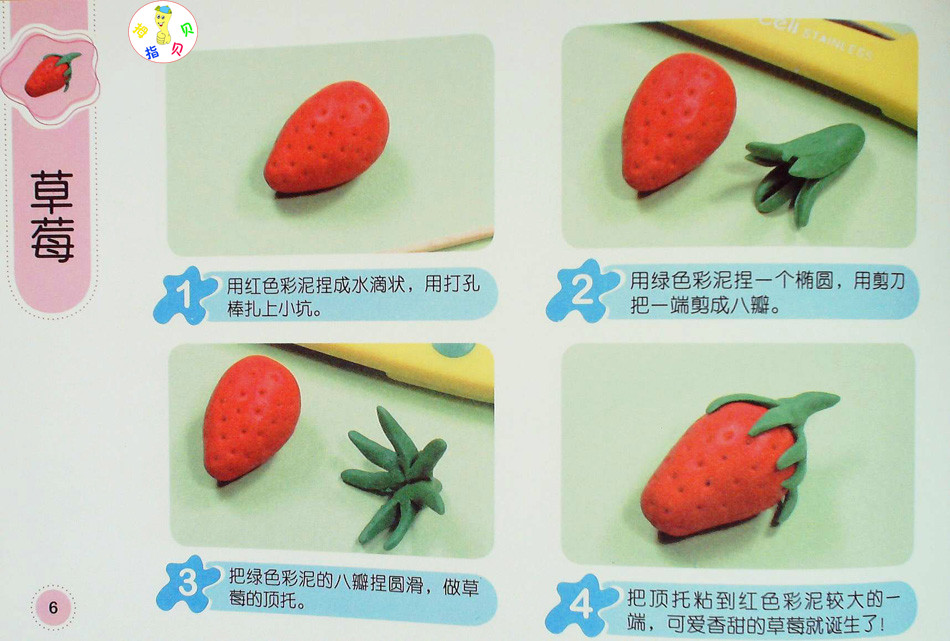 指
贝
贝
草莓
celi STAINLESS
1
用红色彩泥捏成水滴状，用打孔
棒扎上小坑。
2
用绿色彩泥捏一个椭圆，用剪刀
把一端剪成八瓣。
3
把绿色彩泥的八瓣捏圆滑，做草
莓的顶托。
4
把顶托粘到红色彩泥较大的一
端，可爱香甜的草莓就诞生了！
6